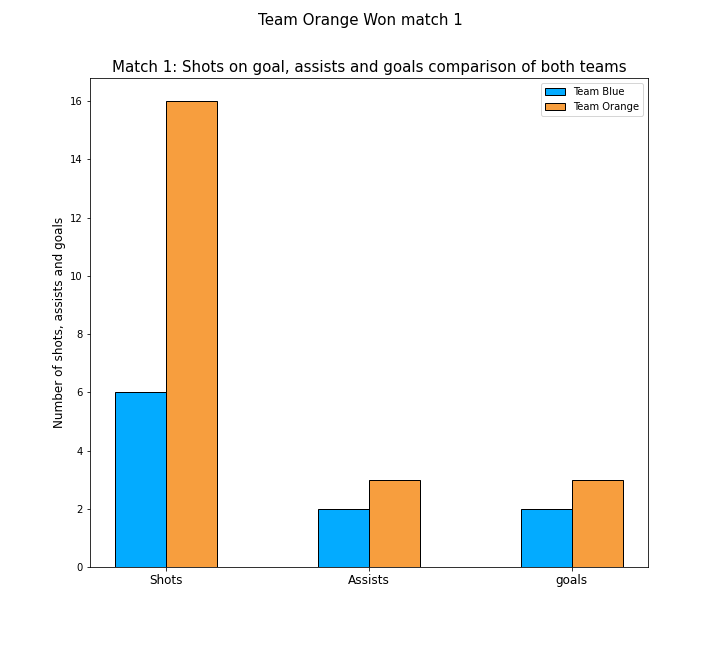 Team Orange Won match 1
Match 1: Shots on goal, assists and goals comparison of both teams
Team Blue
Team Orange
Number of shots, assists and goals
16
14
12
10
8
6
4
2
0
Shots
Assists
goals